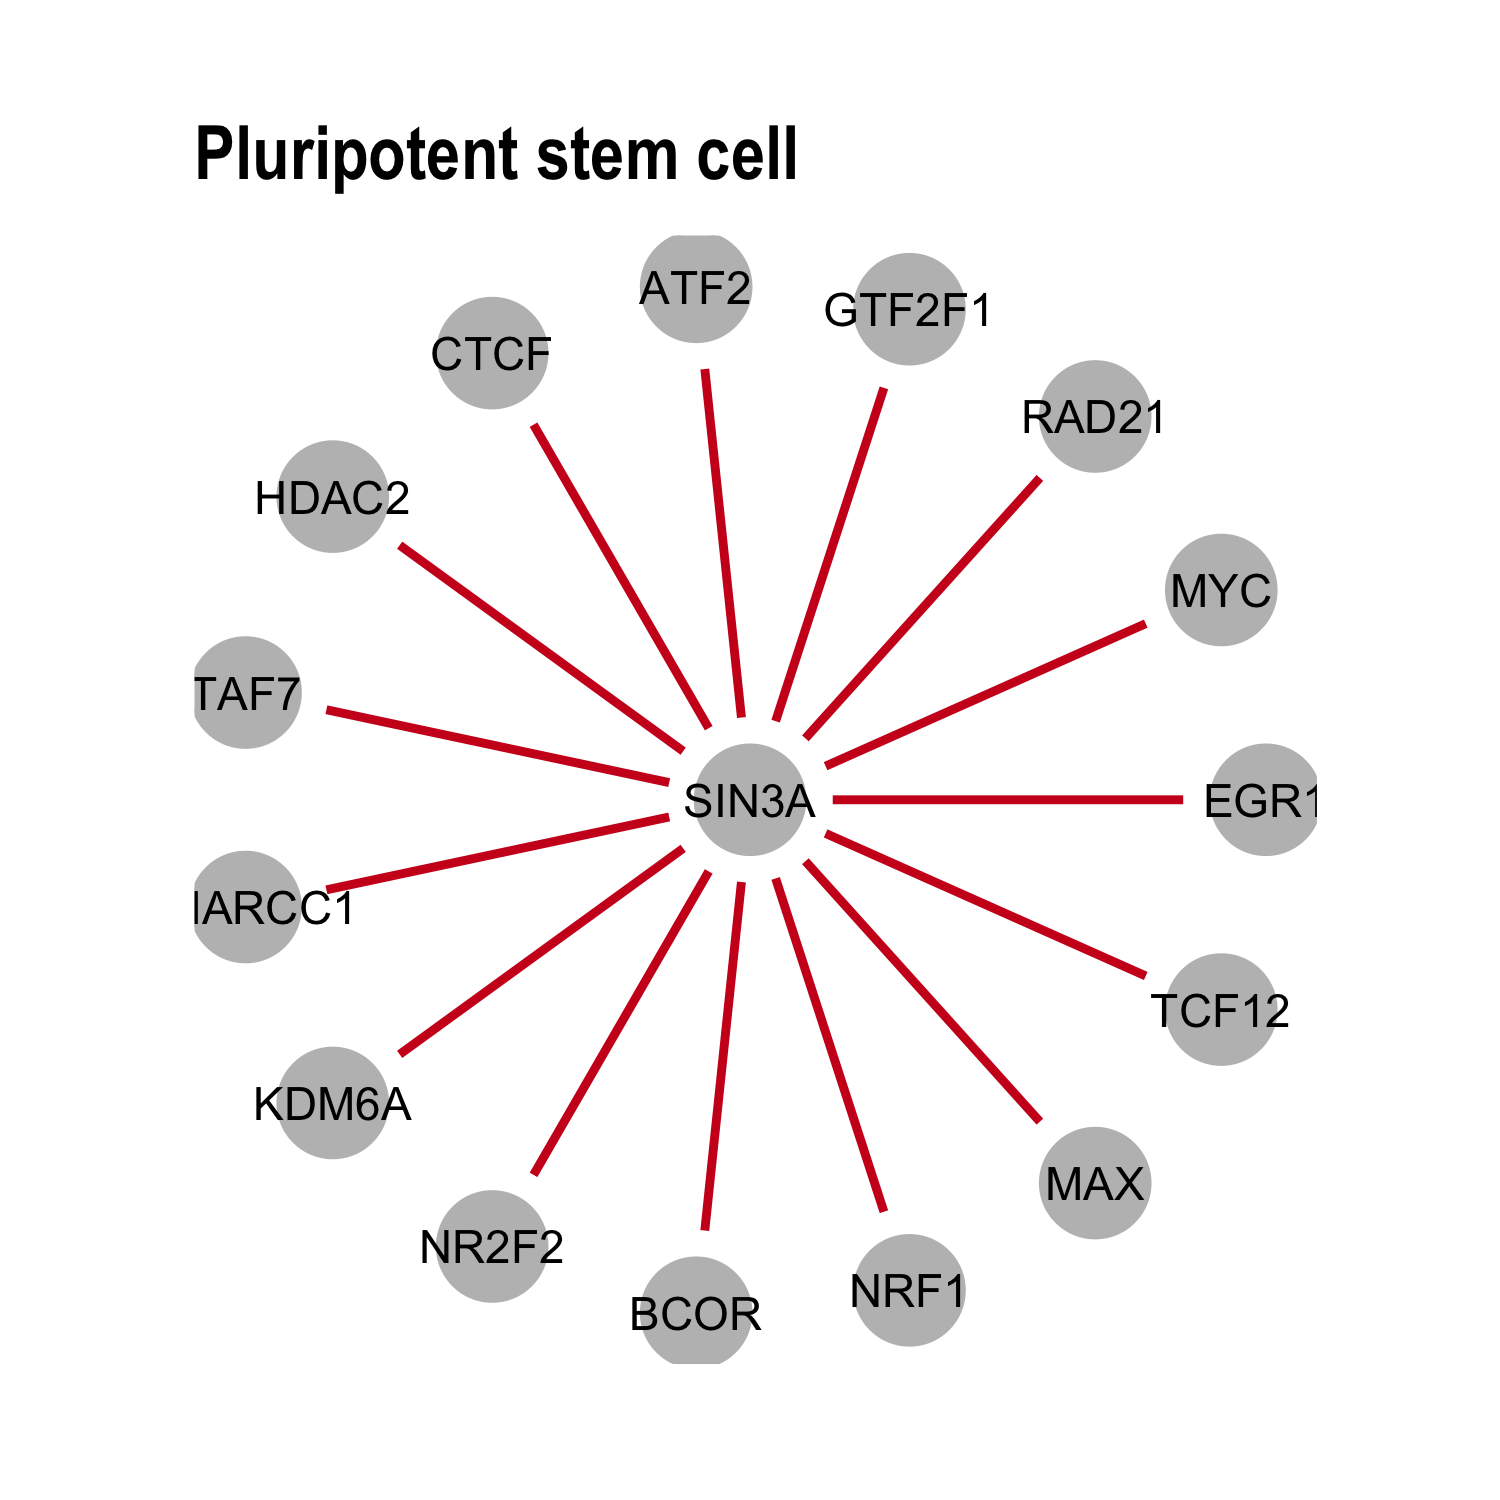 Pluripotent stem cell
ATF2
GTF2F1
CTCF
RAD21
HDAC2
MYC
TAF7
SIN3A
EGR1
TCF12
KDM6A
MAX
NR2F2
NRF1
BCOR